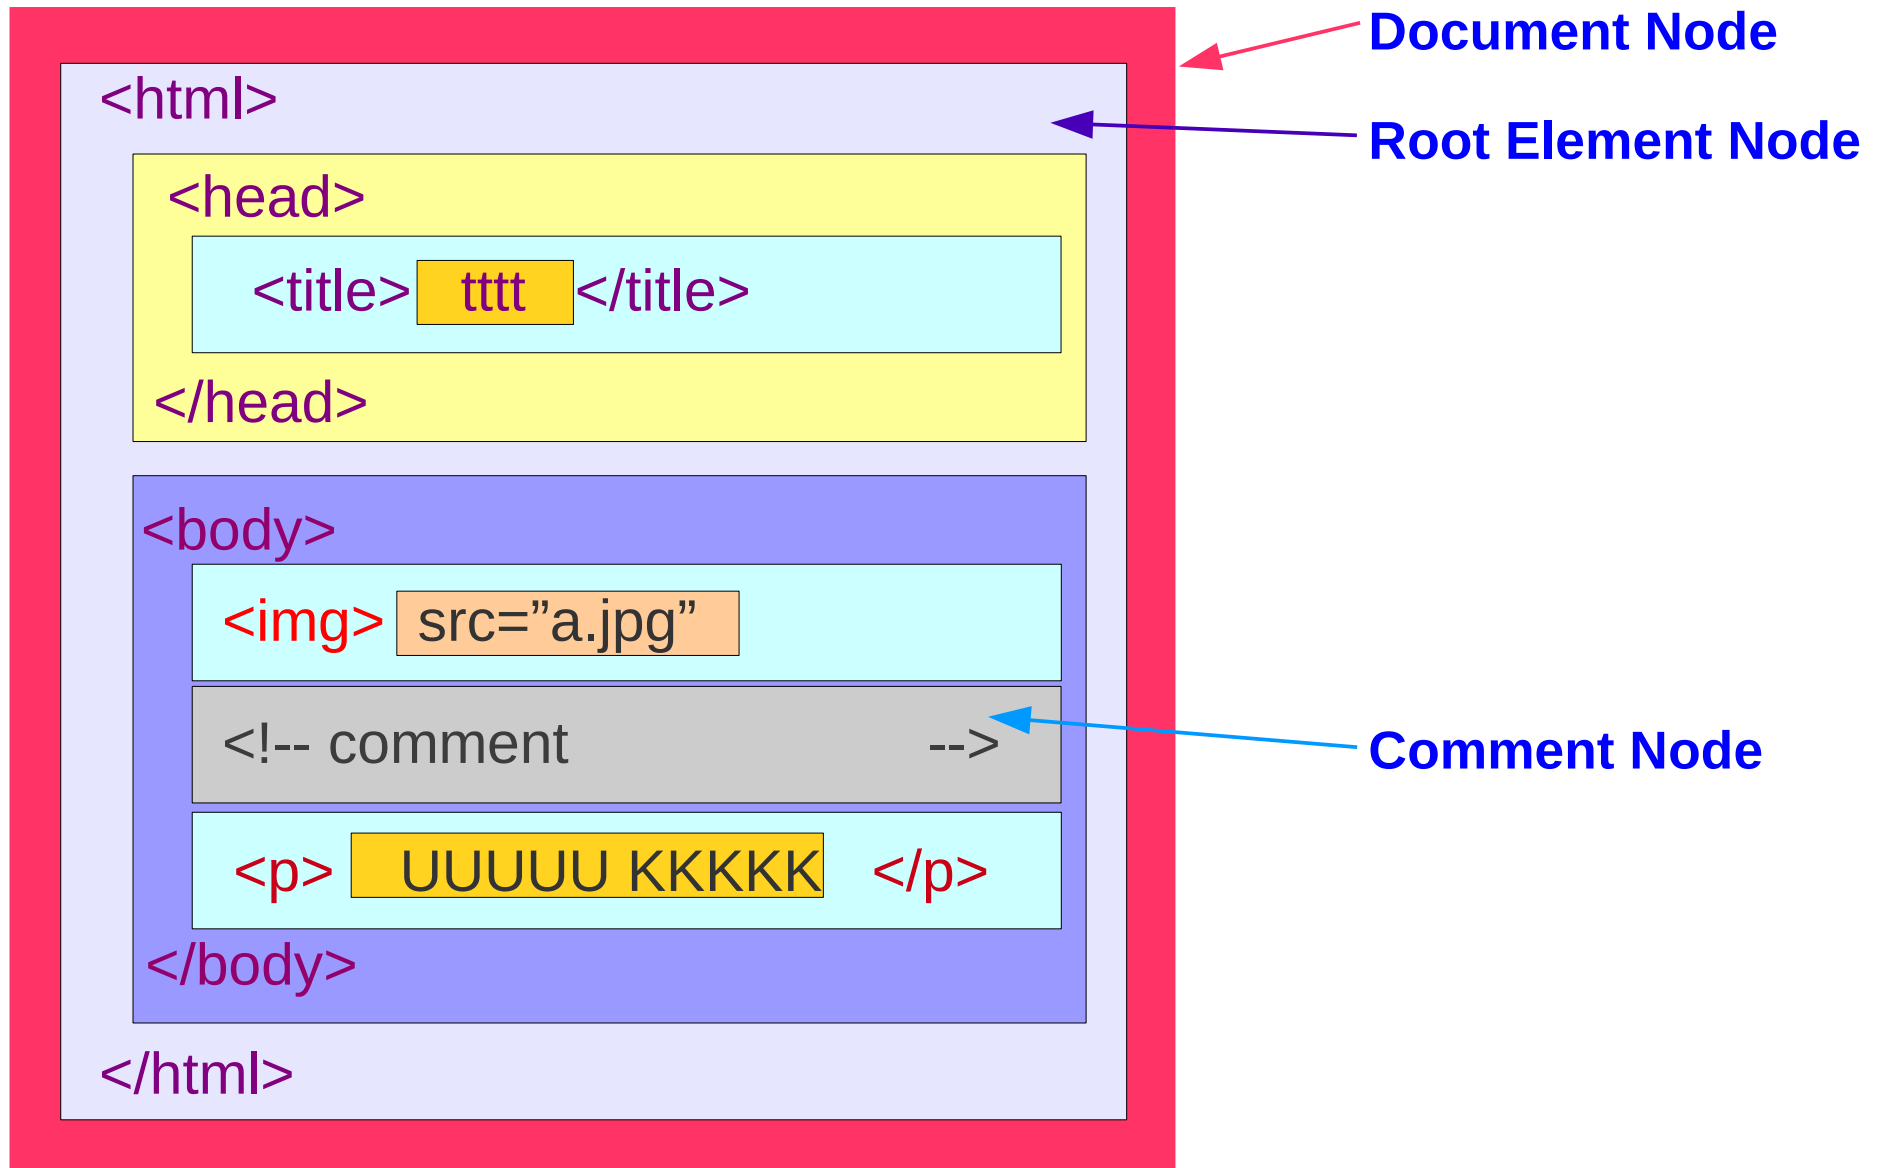 Document Node
<html>
Root Element Node
<head>
<title> tttt </title>
</head>
<body>
<img> src=”a.jpg”
<!-- comment -->
Comment Node
<p> UUUUU KKKKK </p>
</body>
</html>